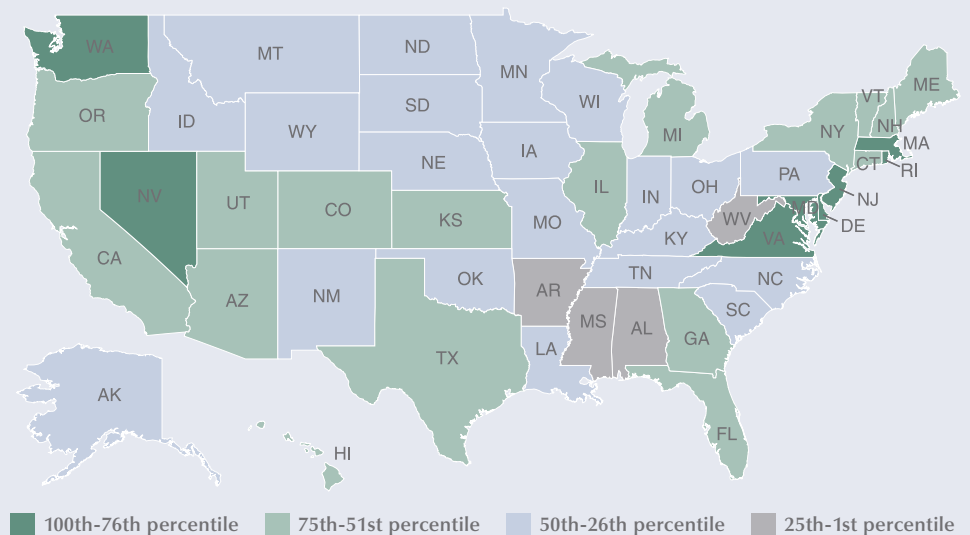 WA
MT
ND
MN
VT
ME
OR
ID
SD
WI
MI
NY
NH
MA
WY
IA
CT
RI
NE
PA
NV
UT
CO
KS
IL
IN
OH
NJ
MD
DE
WV
VA
MO
KY
CA
AZ
NM
OK
AR
TN
NC
SC
MS
AL
GA
TX
LA
AK
FL
HI
100th-76th percentile
75th-51st percentile
50th-26th percentile
25th-1st percentile